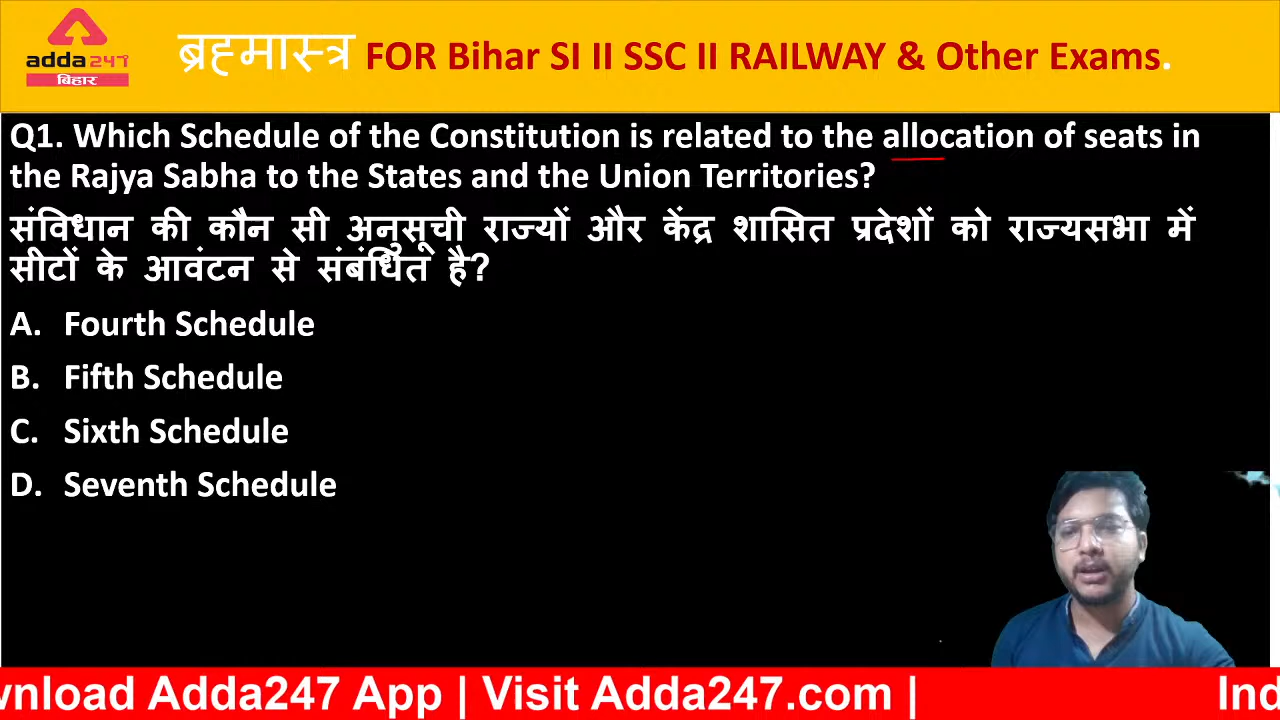 adda247
बिहार
ब्रह्मास्त्र FOR Bihar SI II SSC II RAILWAY & Other Exams.
Q1. Which Schedule of the Constitution is related to the allocation of seats in
the Rajya Sabha to the States and the Union Territories?
संविधान की कौन सी अनुसूची राज्यों और केंद्र शासित प्रदेशों को राज्यसभा में
सीटों के आवंटन से संबंधित है?
A. Fourth Schedule
B. Fifth Schedule
C. Sixth Schedule
D. Seventh Schedule
wnload Adda247 App | Visit Adda247.com | Ind